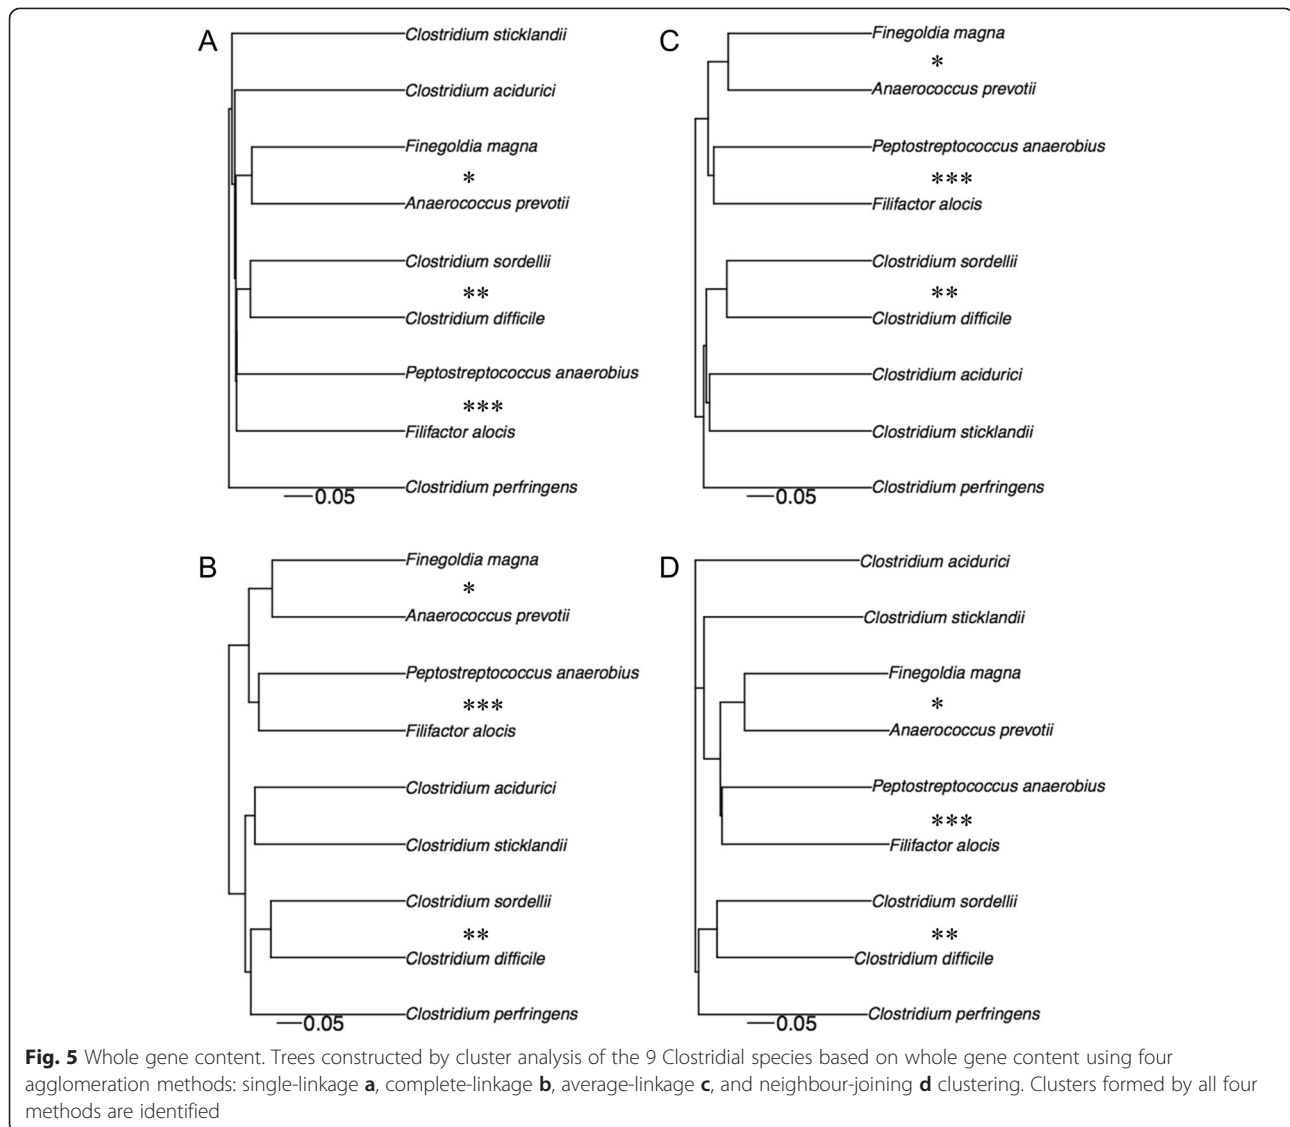 A
Clostridium sticklandii
Clostridium acidurici
Finegoldia magna
*
Anaerococcus prevotii
Clostridium sordellii
**
Clostridium difficile
Peptostreptococcus anaerobius
***
Filifactor alocis
Clostridium perfringens
0.05
C
Finegoldia magna
*
Anaerococcus prevotii
Peptostreptococcus anaerobius
***
Filifactor alocis
Clostridium sordellii
**
Clostridium difficile
Clostridium acidurici
Clostridium sticklandii
Clostridium perfringens
0.05
B
Finegoldia magna
*
Anaerococcus prevotii
Peptostreptococcus anaerobius
***
Filifactor alocis
Clostridium acidurici
Clostridium sticklandii
Clostridium sordellii
**
Clostridium difficile
Clostridium perfringens
0.05
D
Clostridium acidurici
Clostridium sticklandii
Finegoldia magna
*
Anaerococcus prevotii
Peptostreptococcus anaerobius
***
Filifactor alocis
Clostridium sordellii
**
Clostridium difficile
Clostridium perfringens
0.05
Fig. 5 Whole gene content. Trees constructed by cluster analysis of the 9 Clostridial species based on whole gene content using four
agglomeration methods: single-linkage a, complete-linkage b, average-linkage c, and neighbour-joining d clustering. Clusters formed by all four
methods are identified